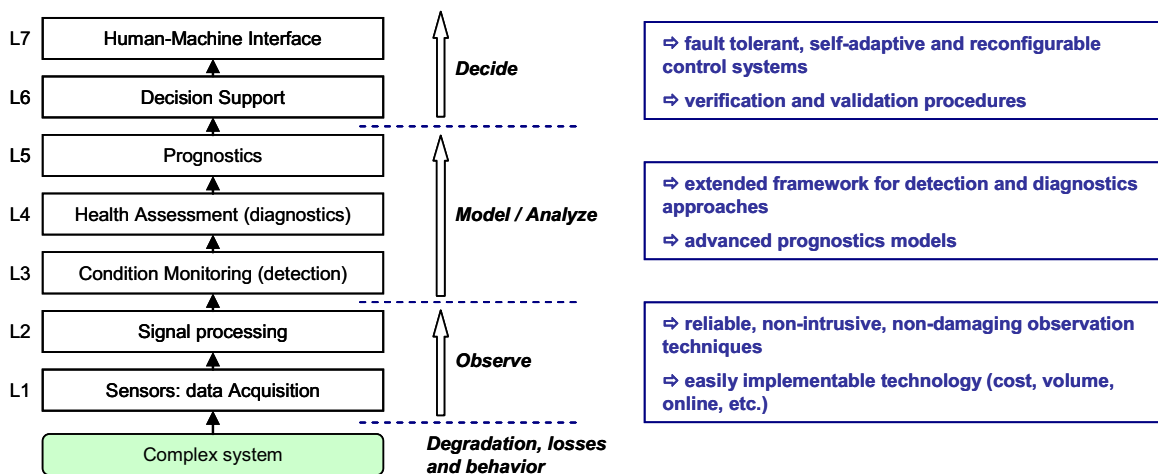 L7
Human-Machine Interface
L6
Decision Support
Decide
⇨ fault tolerant, self-adaptive and reconfigurable
control systems
⇨ verification and validation procedures
L5
Prognostics
L4
Health Assessment (diagnostics)
L3
Condition Monitoring (detection)
Model / Analyze
⇨ extended framework for detection and diagnostics
approaches
⇨ advanced prognostics models
L2
Signal processing
L1
Sensors: data Acquisition
Observe
⇨ reliable, non-intrusive, non-damaging observation
techniques
⇨ easily implementable technology (cost, volume,
online, etc.)
Complex system
Degradation, losses
and behavior